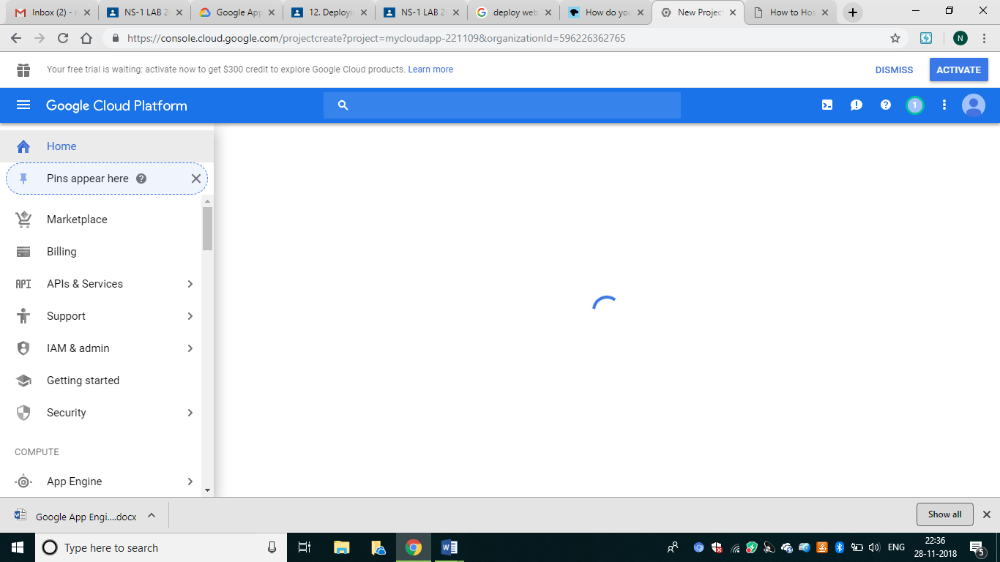 Inbox (2) -
NS-1 LAB 2
Google App
12. Deployi
NS-1 LAB 2
deploy web
How do you
New Project
How to Hos
https://console.cloud.google.com/projectcreate?project=mycloudapp-221109&organizationId=596226362765
N
Your free trial is waiting: activate now to get $300 credit to explore Google Cloud products. Learn more
DISMISS
ACTIVATE
Google Cloud Platform
1
Home
Pins appear here
Marketplace
Billing
API APIs & Services
Support
IAM & admin
Getting started
Security
COMPUTE
App Engine
Google App Engi....docx
Show all
Type here to search
ENG
22:36
28-11-2018
5